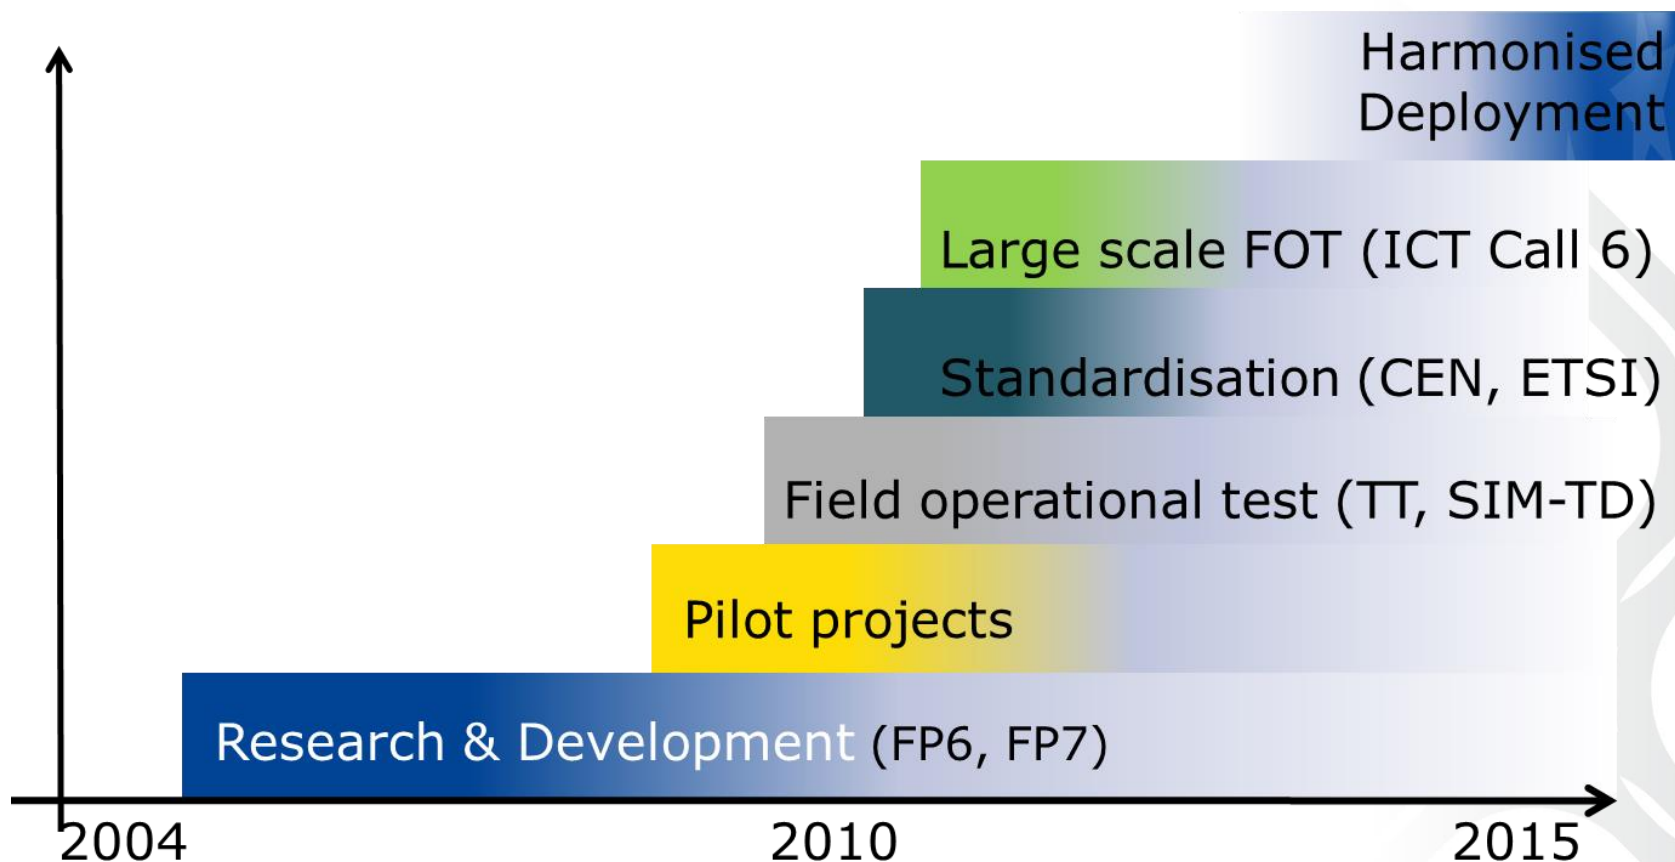 Harmonised
Deployment
Large scale FOT (ICT Call 6)
Standardisation (CEN, ETSI)
Field operational test (TT, SIM-TD)
Pilot projects
Research & Development (FP6, FP7)
2004 2010 2015